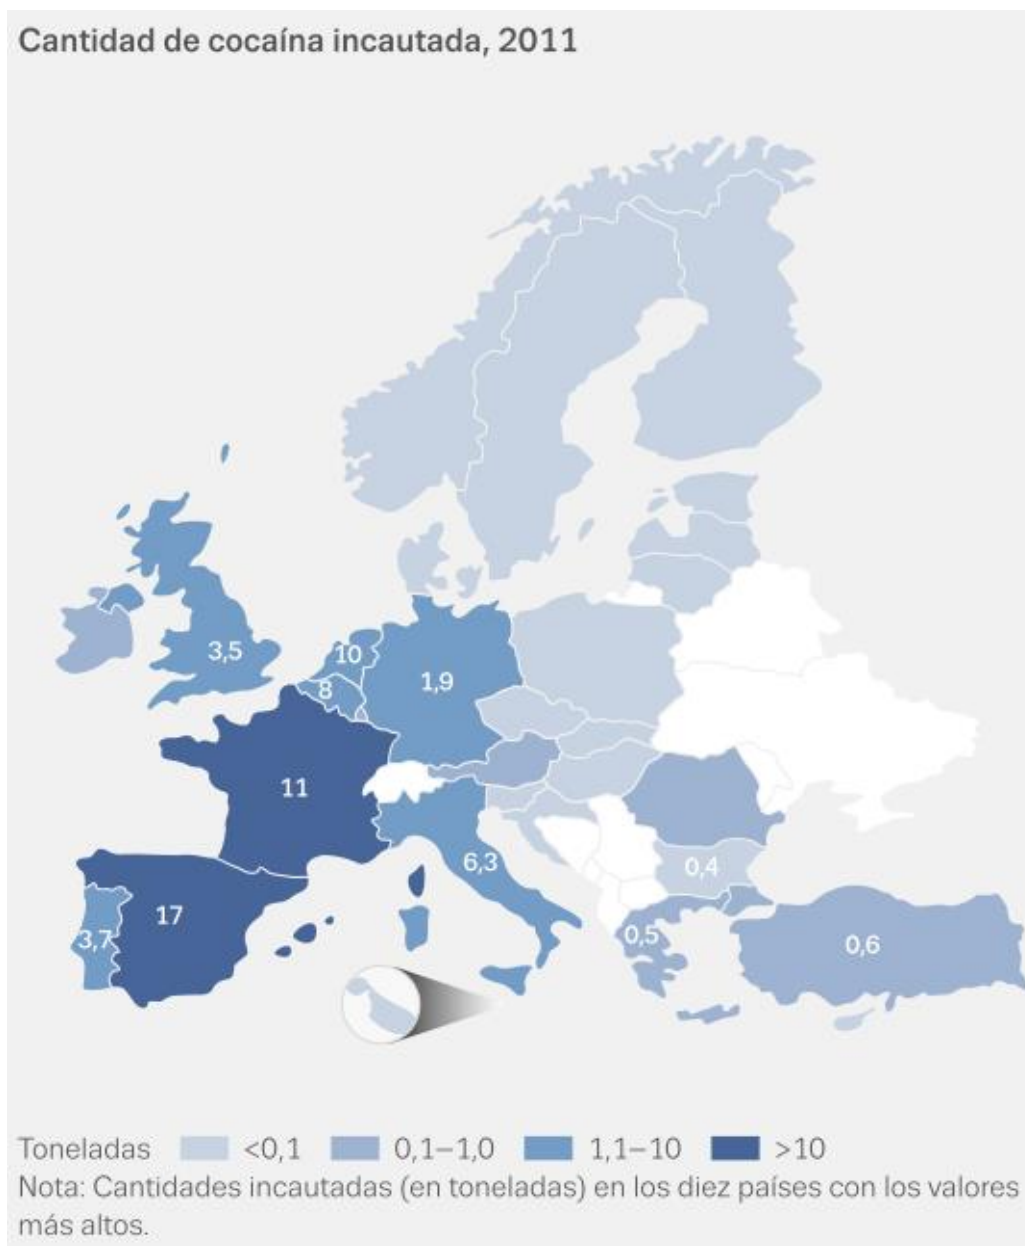 Cantidad de cocaína incautada, 2011
3,5
10
8
1,9
11
6,3
0,4
17
3,7
0,5
0,6
Toneladas <0,1 0,1–1,0 1,1–10 >10
Nota: Cantidades incautadas (en toneladas) en los diez países con los valores
más altos.